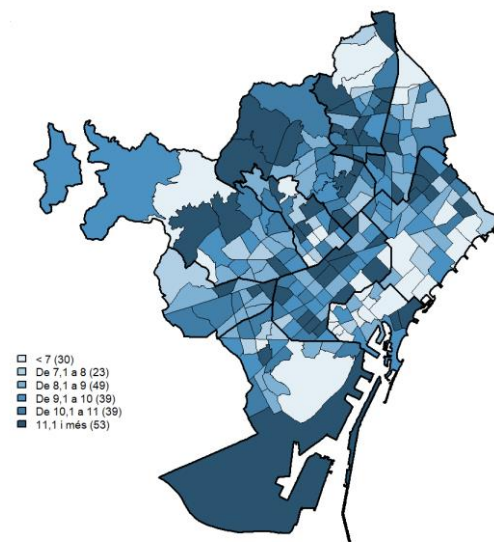 < 7 (30)
De 7,1 a 8 (23)
De 8,1 a 9 (49)
De 9,1 a 10 (39)
De 10,1 a 11 (39)
11,1 i més (53)